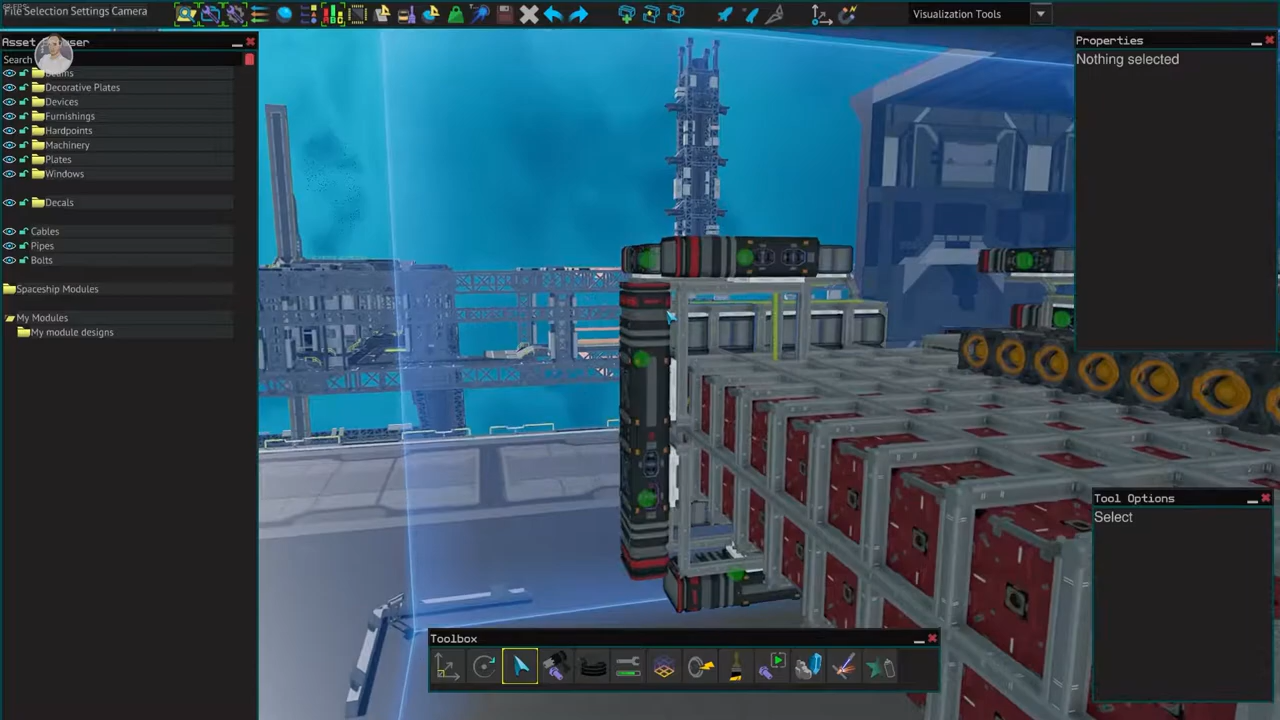 File Selection Settings Camera
Visualization Tools
Asset
Search
Beams
Decorative Plates
Devices
Furnishings
Hardpoints
Machinery
Plates
Windows
Decals
Cables
Pipes
Bolts
Spaceship Modules
My Modules
My module designs
Properties
Nothing selected
Tool Options
Select
Toolbox